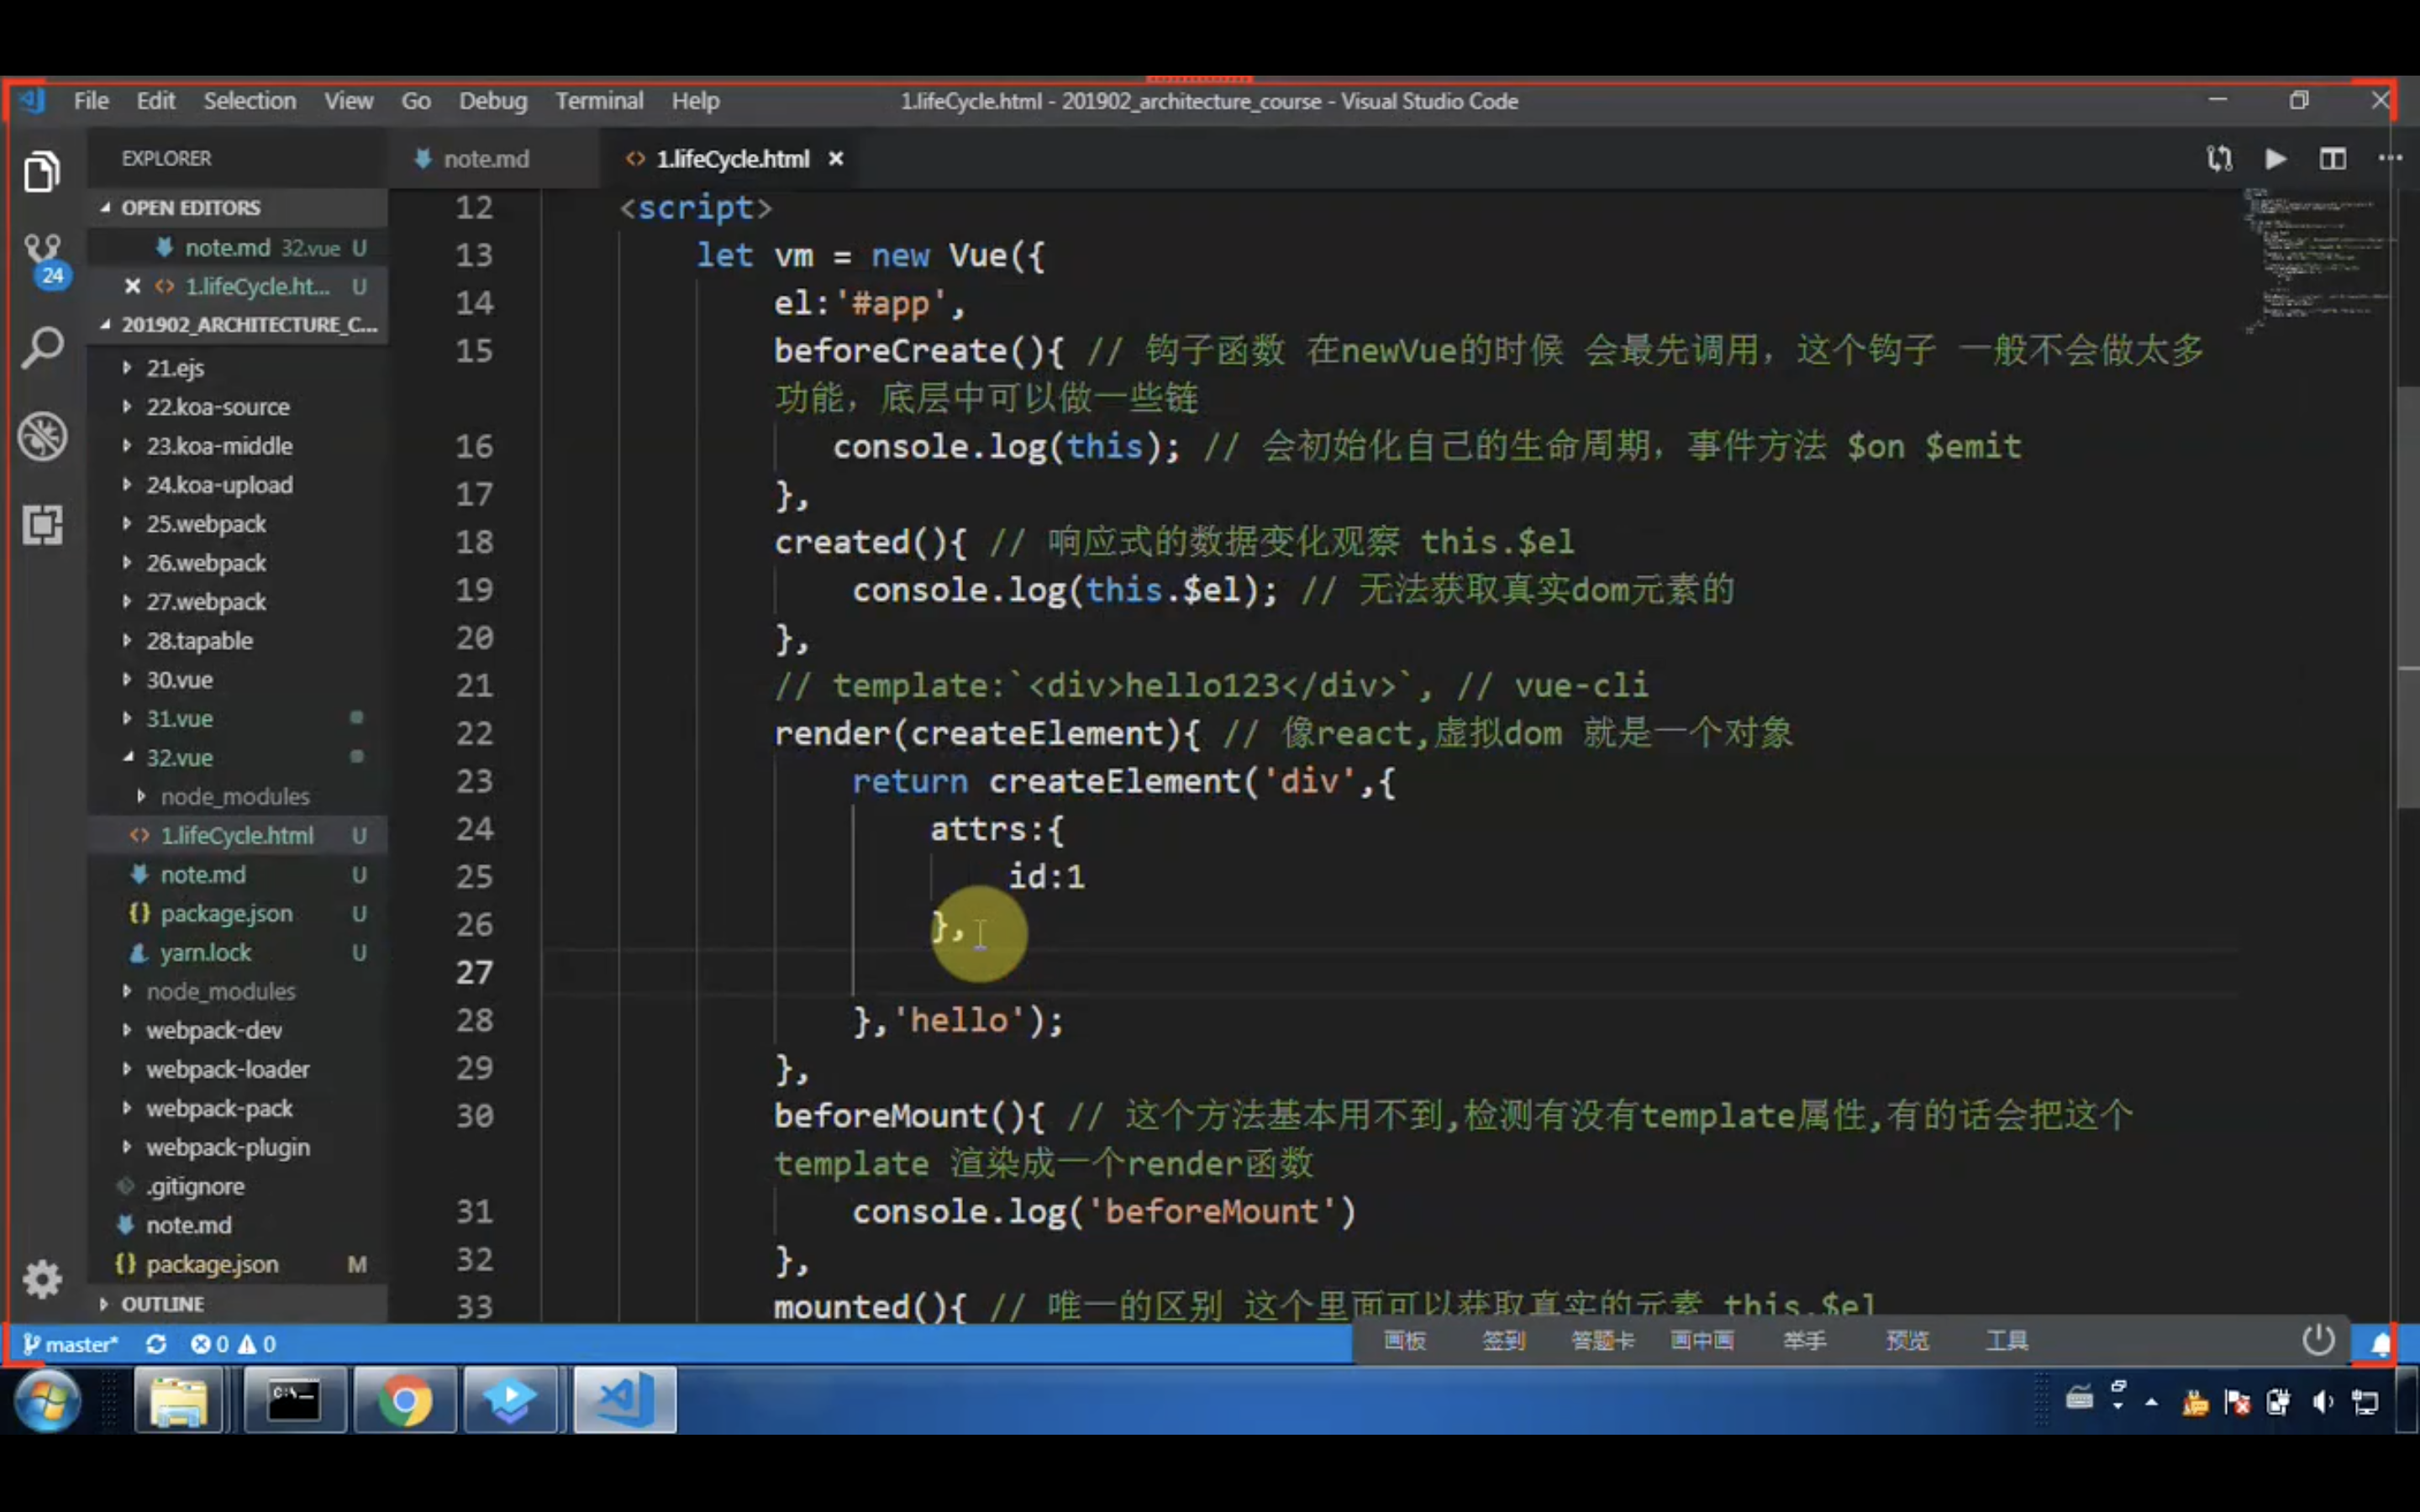 File Edit Selection View Go Debug Terminal Help
1.lifeCycle.html - 201902_architecture_course - Visual Studio Code
EXPLORER
OPEN EDITORS
note.md 32.vue U
1.lifeCycle.ht... U
201902_ARCHITECTURE_C...
21.ejs
22.koa-source
23.koa-middle
24.koa-upload
25.webpack
26.webpack
27.webpack
28.tapable
30.vue
31.vue
32.vue
node_modules
1.lifeCycle.html U
note.md U
package.json U
yarn.lock U
node_modules
webpack-dev
webpack-loader
webpack-pack
webpack-plugin
.gitignore
note.md
package.json M
OUTLINE
24
note.md
1.lifeCycle.html
12 <script>
13 let vm = new Vue({
14 el:'#app',
15 beforeCreate(){ // 钩子函数 在newVue的时候 会最先调用，这个钩子 一般不会做太多
功能，底层中可以做一些链
16 console.log(this); // 会初始化自己的生命周期，事件方法 $on $emit
17 },
18 created(){ // 响应式的数据变化观察 this.$el
19 console.log(this.$el); // 无法获取真实dom元素的
20 },
21 // template:`<div>hello123</div>`, // vue-cli
22 render(createElement){ // 像react,虚拟dom 就是一个对象
23 return createElement('div',{
24 attrs:{
25 id:1
26 },
27
28 },'hello');
29 },
30 beforeMount(){ // 这个方法基本用不到,检测有没有template属性,有的话会把这个
template 渲染成一个render函数
31 console.log('beforeMount')
32 },
33 mounted(){ // 唯一的区别 这个里面可以获取真实的元素 this.$el
master* 0 0
画板 签到 答题卡 画中画 举手 预览 工具
C:\